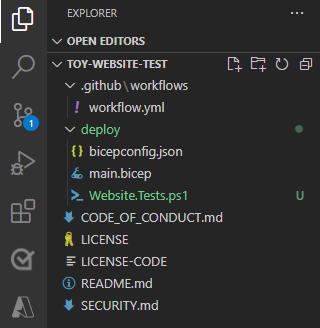 EXPLORER
OPEN EDITORS
TOY-WEBSITE-TEST
.github\workflows
workflow.yml
deploy
bicepconfig.json
main.bicep
Website.Tests.ps1 U
CODE_OF_CONDUCT.md
LICENSE
LICENSE-CODE
README.md
SECURITY.md
1